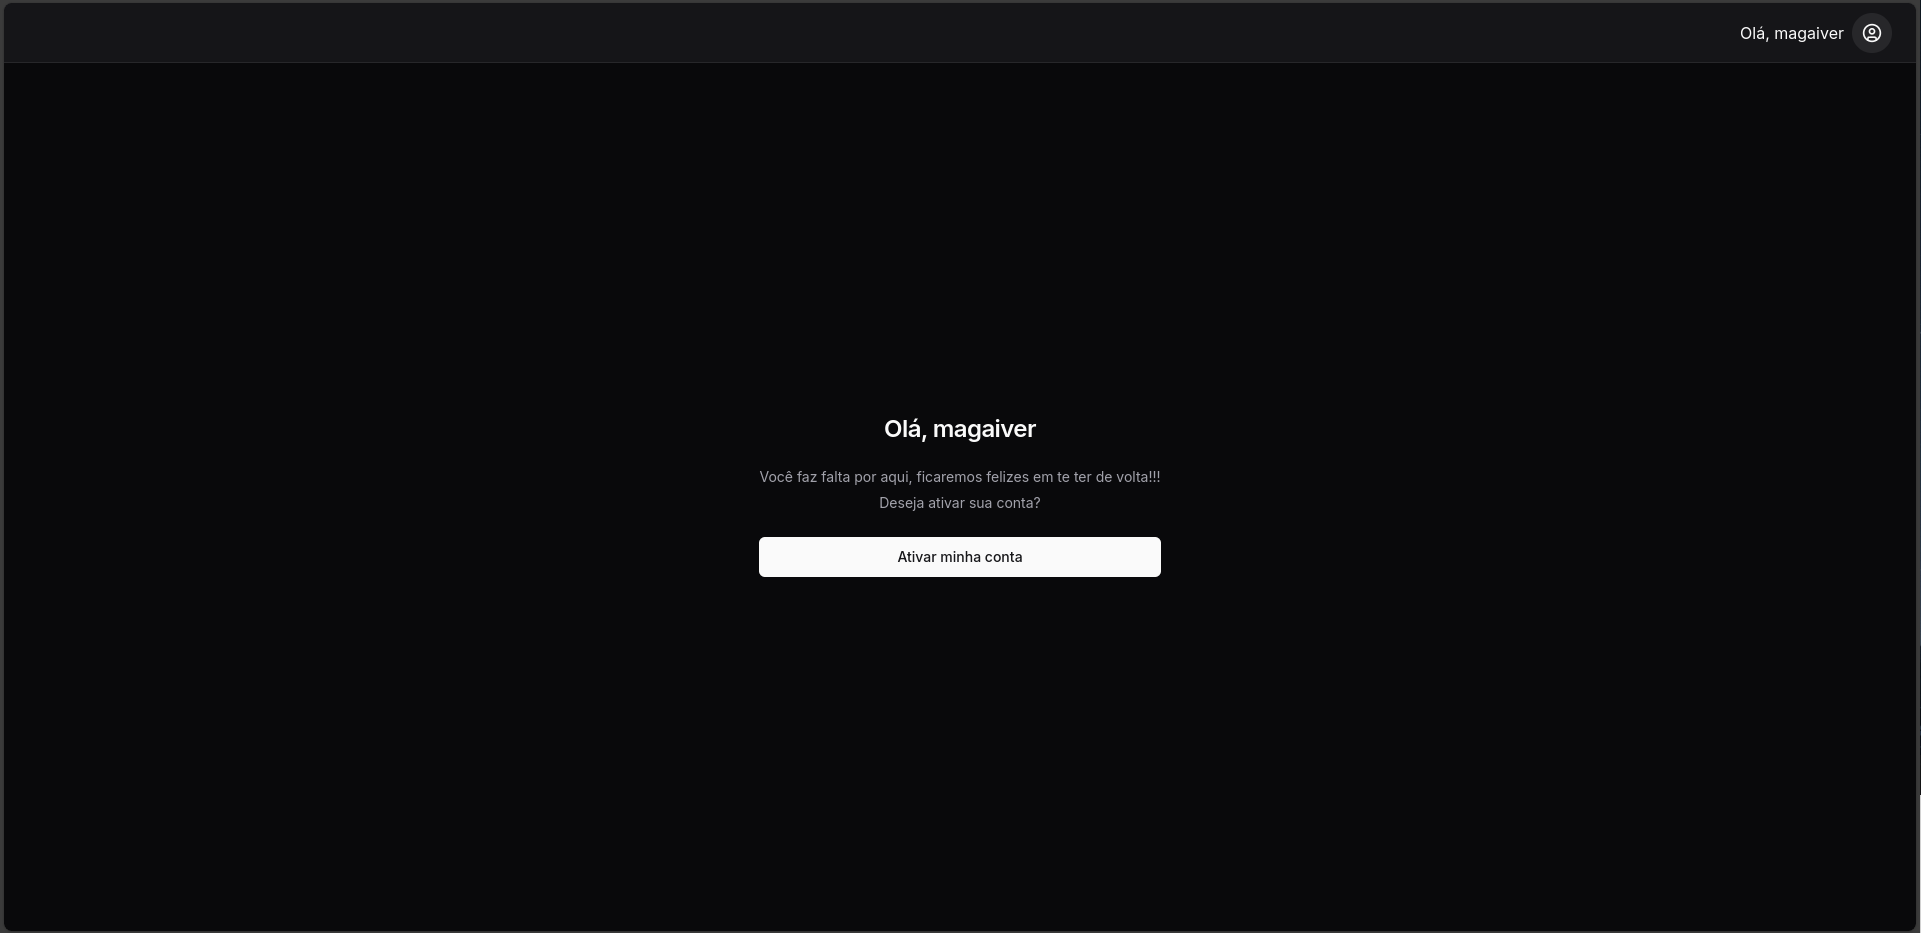 Olá, magaiver
Olá, magaiver
Você faz falta por aqui, ficaremos felizes em te ter de volta!!!
Deseja ativar sua conta?
Ativar minha conta